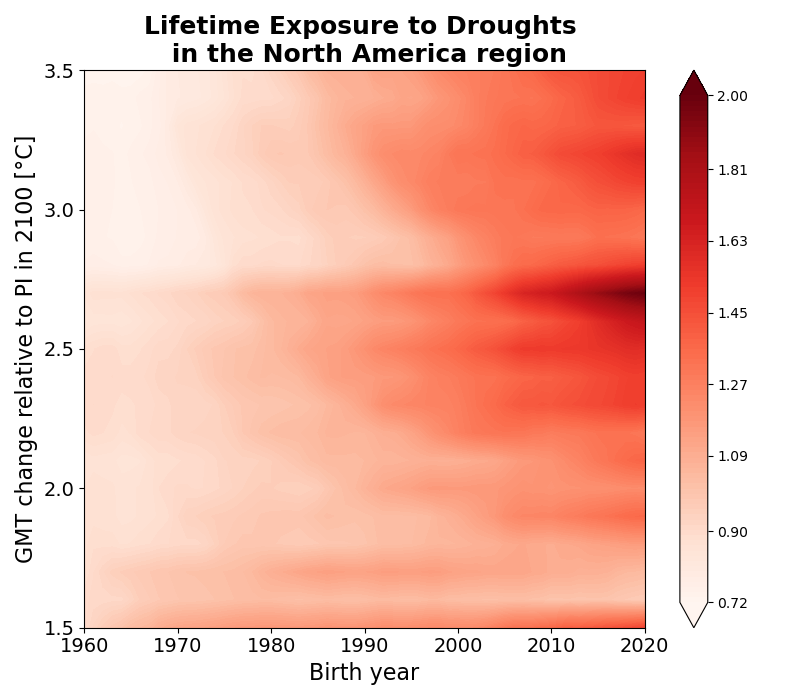 Lifetime Exposure to Droughts
in the North America region
GMT change relative to PI in 2100 [°C]
3.5
3.0
2.5
2.0
1.5
1960 1970 1980 1990 2000 2010 2020
Birth year
2.00
1.81
1.63
1.45
1.27
1.09
0.90
0.72